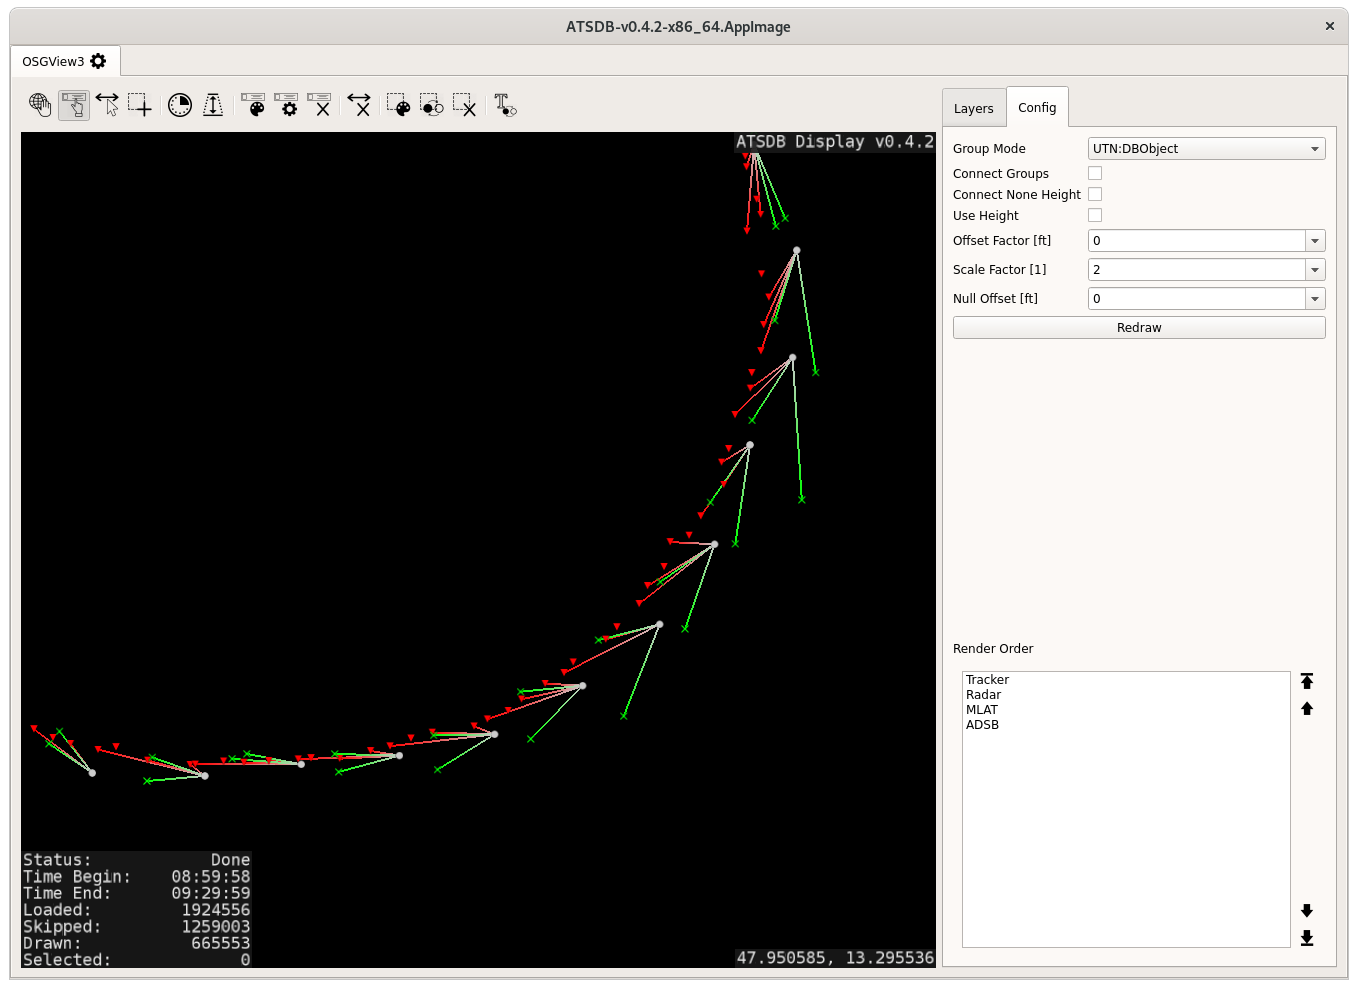 ATSDB-v0.4.2-x86_64.AppImage
OSGView3
Layers
Config
ATSDB Display v0.4.2
Group Mode UTN:DBObject
Connect Groups
Connect None Height
Use Height
Offset Factor [ft] 0
Scale Factor [1] 2
Null Offset [ft] 0
Redraw
Render Order
Tracker
Radar
MLAT
ADSB
Status: Done
Time Begin: 08:59:58
Time End: 09:29:59
Loaded: 1924556
Skipped: 1259003
Drawn: 665553
Selected: 0
47.950585, 13.295536